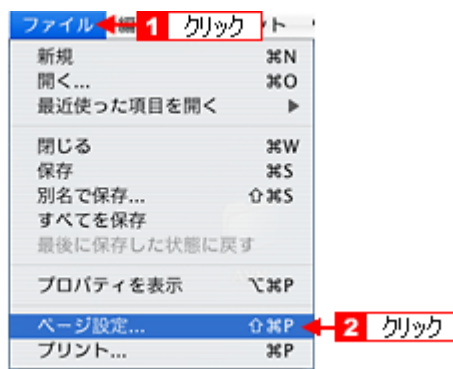 ファイル 1 クリック ト
新規 ⌘N
開く... ⌘O
最近使った項目を開く ▶
閉じる ⌘W
保存 ⌘S
別名で保存... ⇧⌘S
すべてを保存
最後に保存した状態に戻す
プロパティを表示 ⌥⌘P
ページ設定... ⇧⌘P 2 クリック
プリント... ⌘P